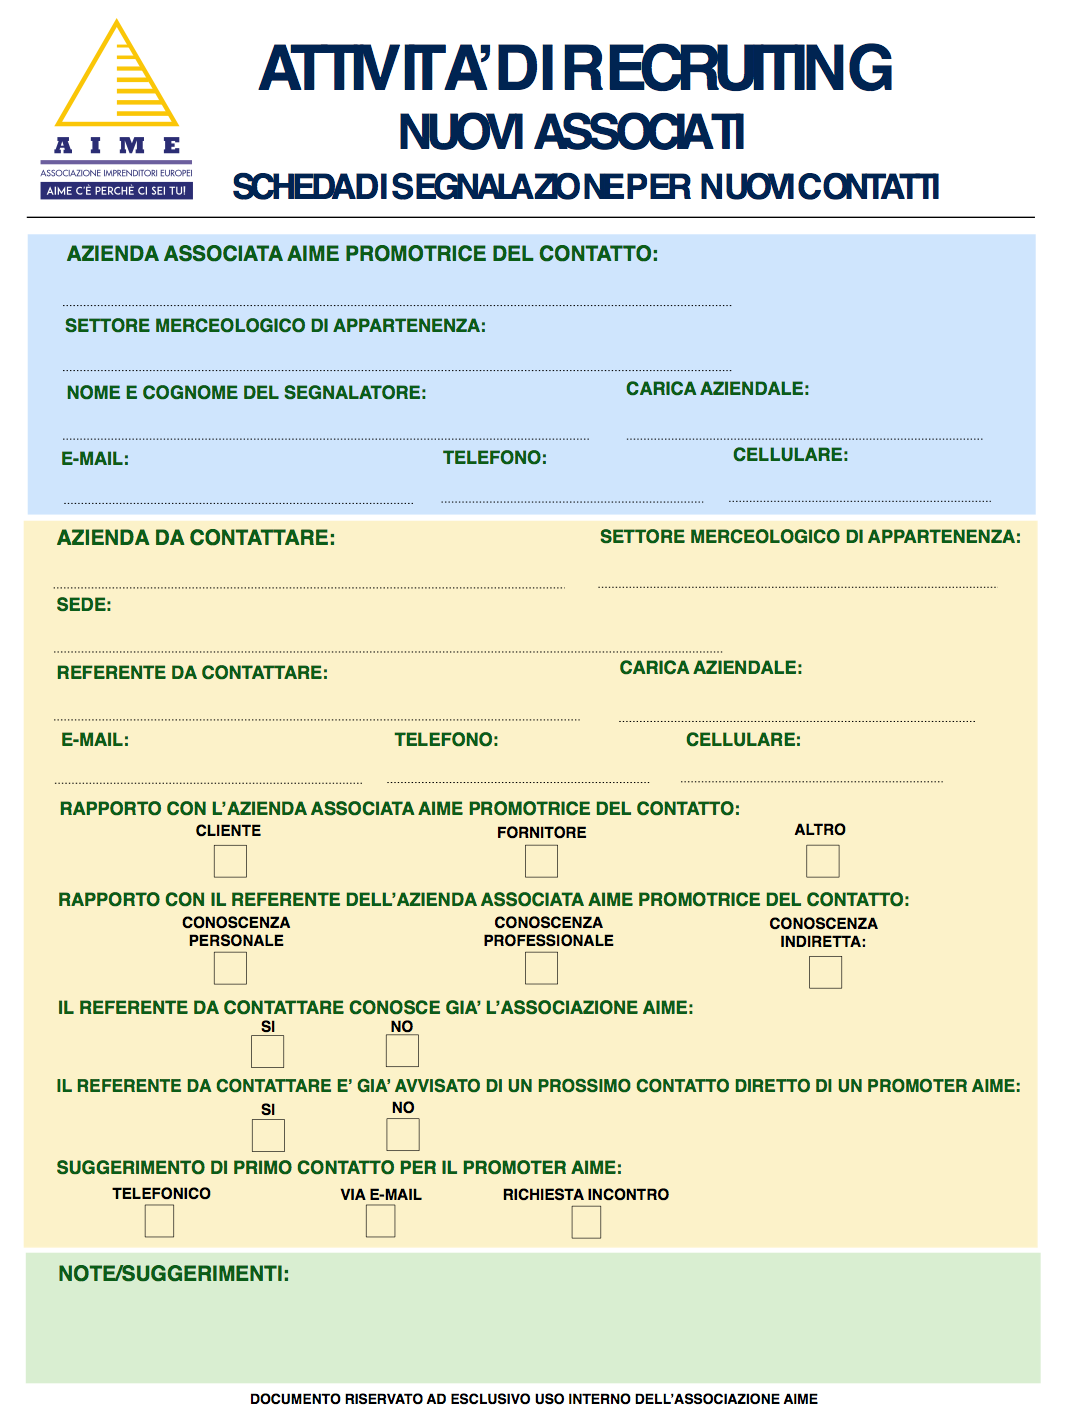 ATTIVITA' DI RECRUITING
NUOVI ASSOCIATI
SCHEDA DI SEGNALAZIONE PER NUOVI CONTATTI
AIME
ASSOCIAZIONE IMPRENDITORI EUROPEI
AIME C'È PERCHÈ CI SEI TU!
AZIENDA ASSOCIATA AIME PROMOTRICE DEL CONTATTO:
SETTORE MERCEOLOGICO DI APPARTENENZA:
NOME E COGNOME DEL SEGNALATORE: CARICA AZIENDALE:
E-MAIL: TELEFONO: CELLULARE:
AZIENDA DA CONTATTARE: SETTORE MERCEOLOGICO DI APPARTENENZA:
SEDE:
REFERENTE DA CONTATTARE: CARICA AZIENDALE:
E-MAIL: TELEFONO: CELLULARE:
RAPPORTO CON L'AZIENDA ASSOCIATA AIME PROMOTRICE DEL CONTATTO:
CLIENTE FORNITORE ALTRO
RAPPORTO CON IL REFERENTE DELL'AZIENDA ASSOCIATA AIME PROMOTRICE DEL CONTATTO:
CONOSCENZA CONOSCENZA CONOSCENZA
PERSONALE PROFESSIONALE INDIRETTA:
IL REFERENTE DA CONTATTARE CONOSCE GIA' L'ASSOCIAZIONE AIME:
SI NO
IL REFERENTE DA CONTATTARE E' GIA' AVVISATO DI UN PROSSIMO CONTATTO DIRETTO DI UN PROMOTER AIME:
SI NO
SUGGERIMENTO DI PRIMO CONTATTO PER IL PROMOTER AIME:
TELEFONICO VIA E-MAIL RICHIESTA INCONTRO
NOTE/SUGGERIMENTI:
DOCUMENTO RISERVATO AD ESCLUSIVO USO INTERNO DELL'ASSOCIAZIONE AIME